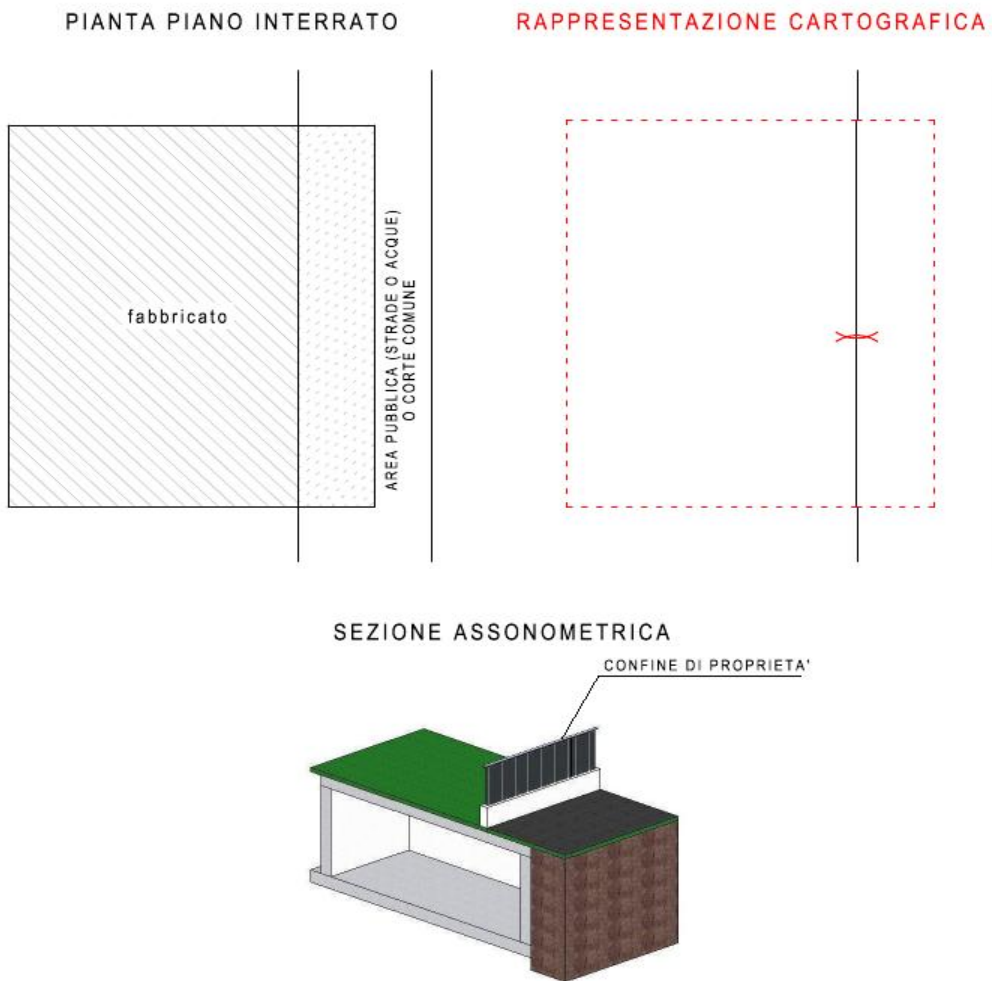 PIANTA PIANO INTERRATO
RAPPRESENTAZIONE CARTOGRAFICA
fabbricato
AREA PUBBLICA (STRADE O ACQUE)
O CORTE COMUNE
SEZIONE ASSONOMETRICA
CONFINE DI PROPRIETA'